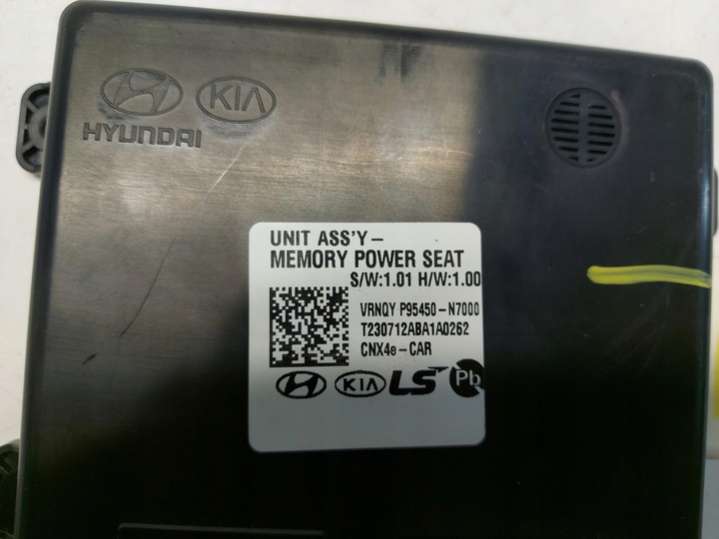 KIA
HYUNDAI
UNIT ASS'Y-
MEMORY POWER SEAT
S/W:1.01 H/W:1.00
VRNQY P95450-N7000
T230712ABA1A0262
CNX4e-CAR
KIA LS Pb